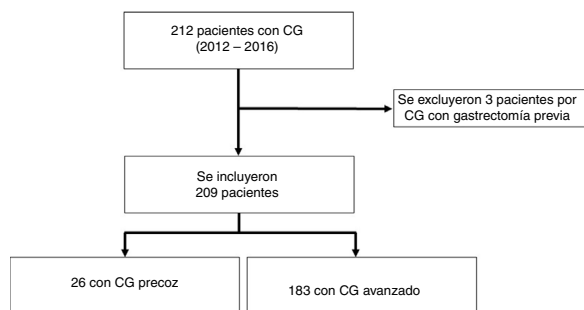 212 pacientes con CG
(2012 – 2016)
Se excluyeron 3 pacientes por
CG con gastrectomía previa
Se incluyeron
209 pacientes
26 con CG precoz
183 con CG avanzado